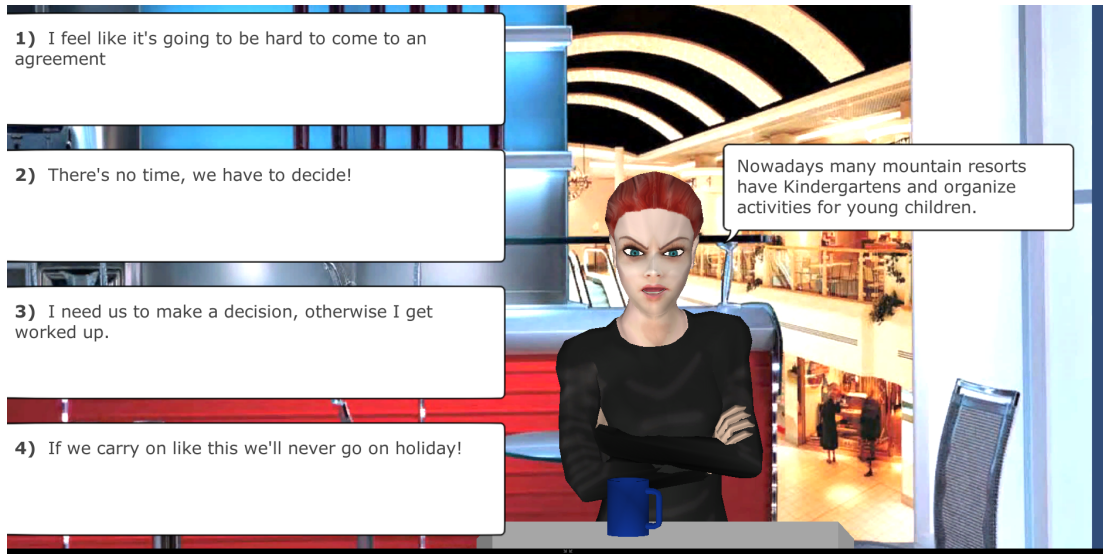 1) I feel like it's going to be hard to come to an
agreement
2) There's no time, we have to decide!
3) I need us to make a decision, otherwise I get
worked up.
4) If we carry on like this we'll never go on holiday!
Nowadays many mountain resorts
have Kindergartens and organize
activities for young children.